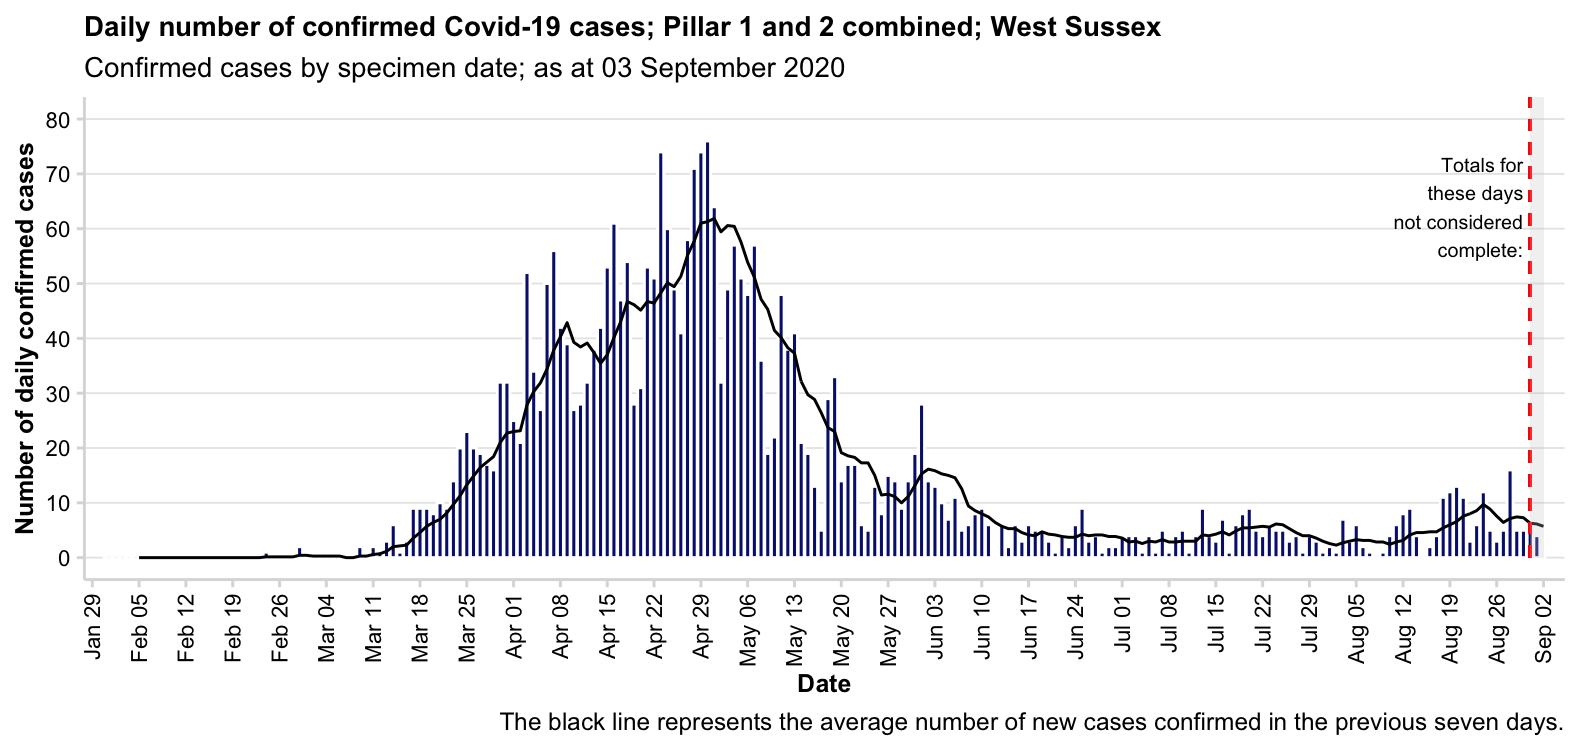 Daily number of confirmed Covid-19 cases; Pillar 1 and 2 combined; West Sussex
Confirmed cases by specimen date; as at 03 September 2020
Number of daily confirmed cases
80
70
60
50
40
30
20
10
0
Totals for
these days
not considered
complete:
Jan 29
Feb 05
Feb 12
Feb 19
Feb 26
Mar 04
Mar 11
Mar 18
Mar 25
Apr 01
Apr 08
Apr 15
Apr 22
Apr 29
May 06
May 13
May 20
May 27
Jun 03
Jun 10
Jun 17
Jun 24
Jul 01
Jul 08
Jul 15
Jul 22
Jul 29
Aug 05
Aug 12
Aug 19
Aug 26
Sep 02
Date
The black line represents the average number of new cases confirmed in the previous seven days.